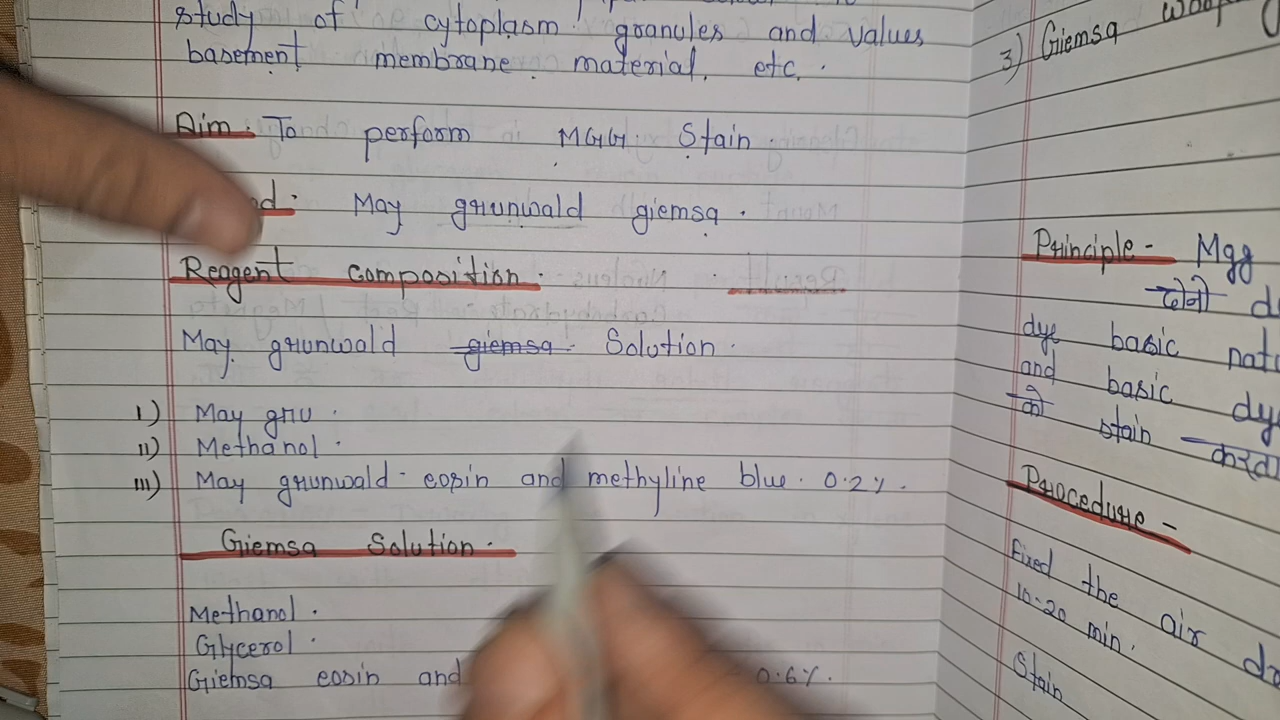 study of cytoplasm granules and values
basement membrane. material. etc.
Aim. To perform MGG. Stain.
May grunwald giemsa.
Reagent composition.
May grunwald giemsa. Solution.
I) May gru.
II) Methanol.
III) May grunwald- eosin and methyline blue. 0.2%.
Giemsa Solution.
Methanol.
Glycerol.
Giemsa eosin and 0.6%.
3) Giemsa
Principle- Mgg
दोनो
dye basic
and basic
को stain करता
Procedure-
Fixed the air
10-20 min.
Stain